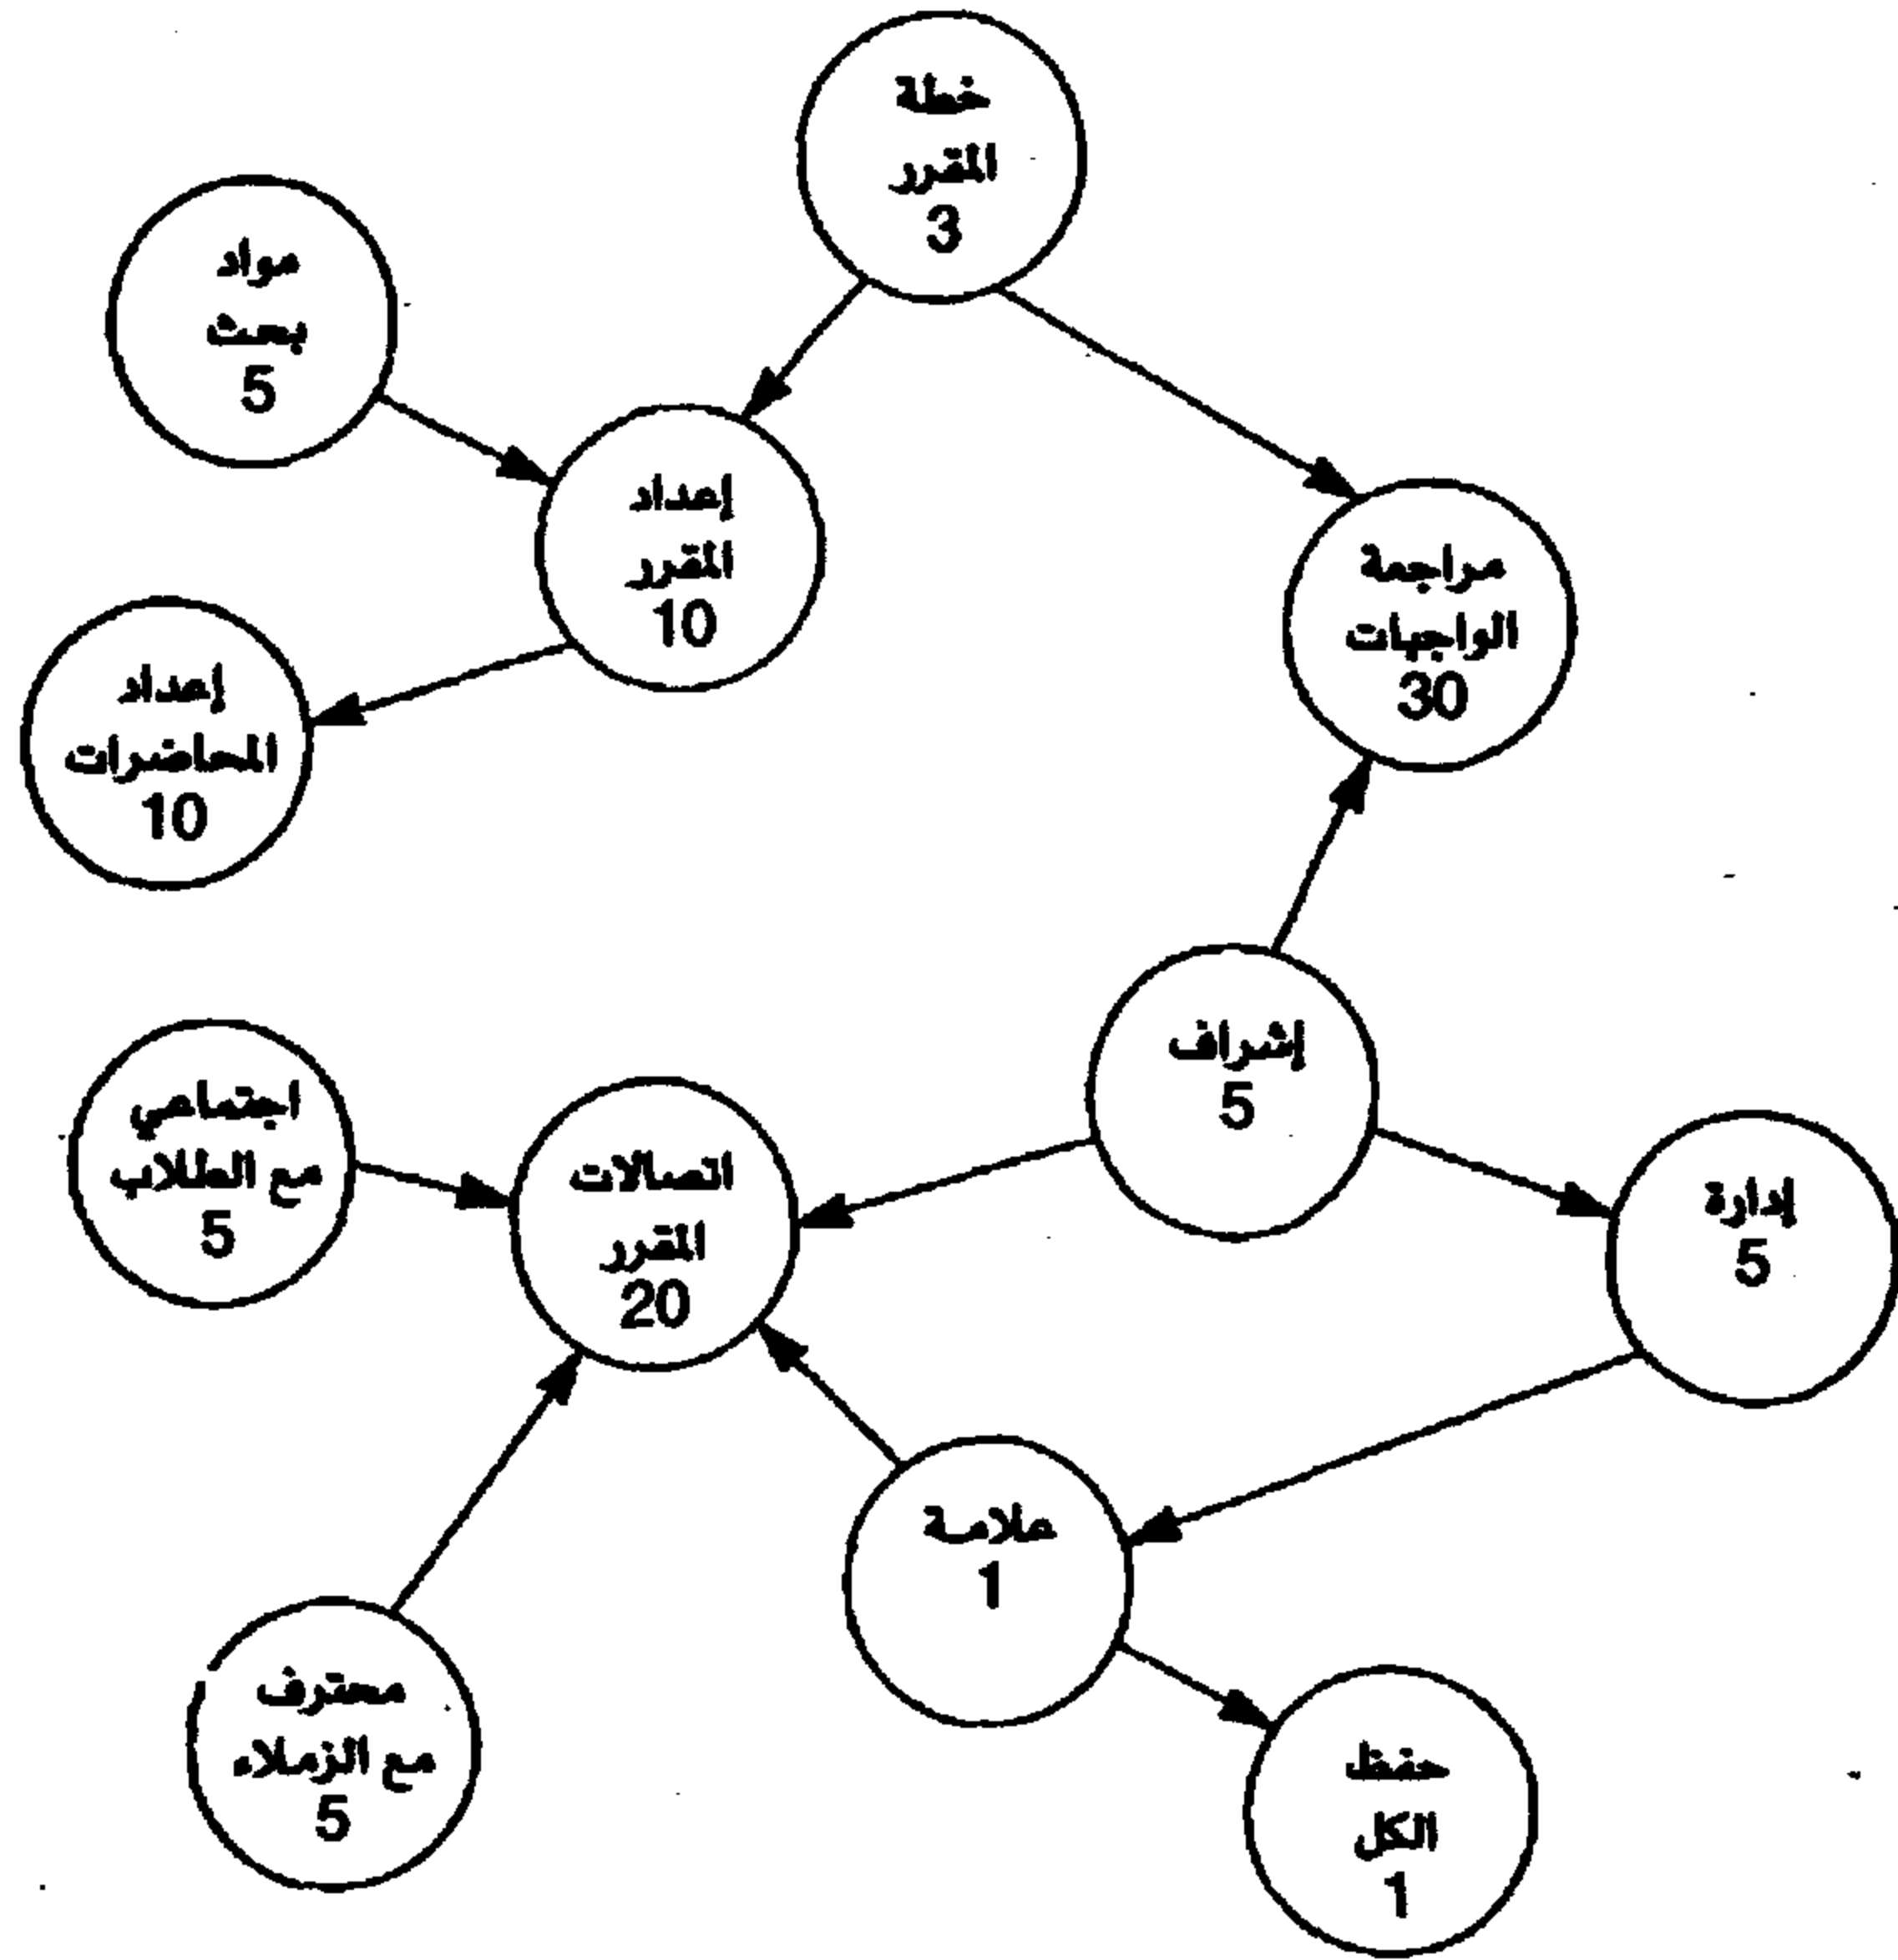 خطة
المقرر
3
مواد
بحث
5
إعداد
المقرر
10
مراجعة
الواجبات
30
إعداد
المحاضرات
10
إشراف
5
اجتماعي
مع الطلاب
5
اتصالات
المقرر
20
إدارة
5
علامة
1
محترف
مع الزملاء
5
حفظ
الكل
1